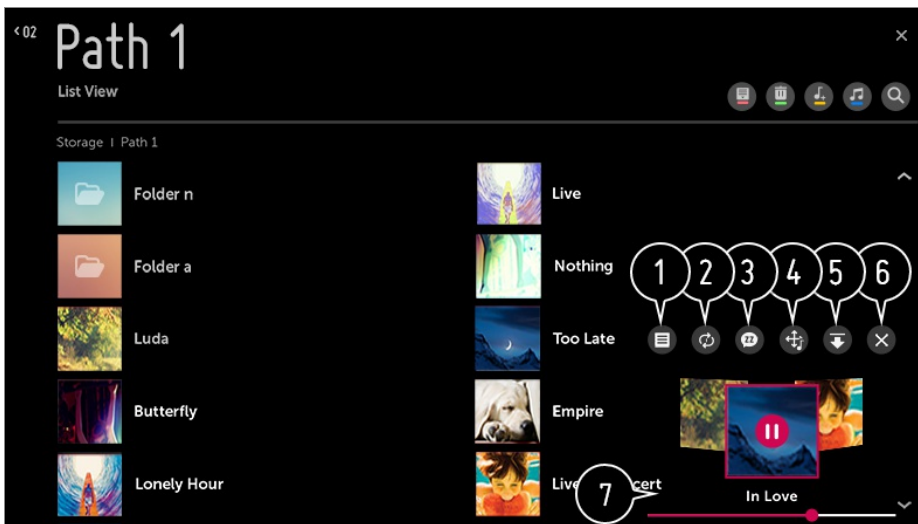 <02
Path 1
List View
Storage I Path 1
Folder n
Live
Folder a
Nothing
1 2 3 4 5 6
Luda
Too Late
zz
Butterfly
Empire
Lonely Hour
7
In Love